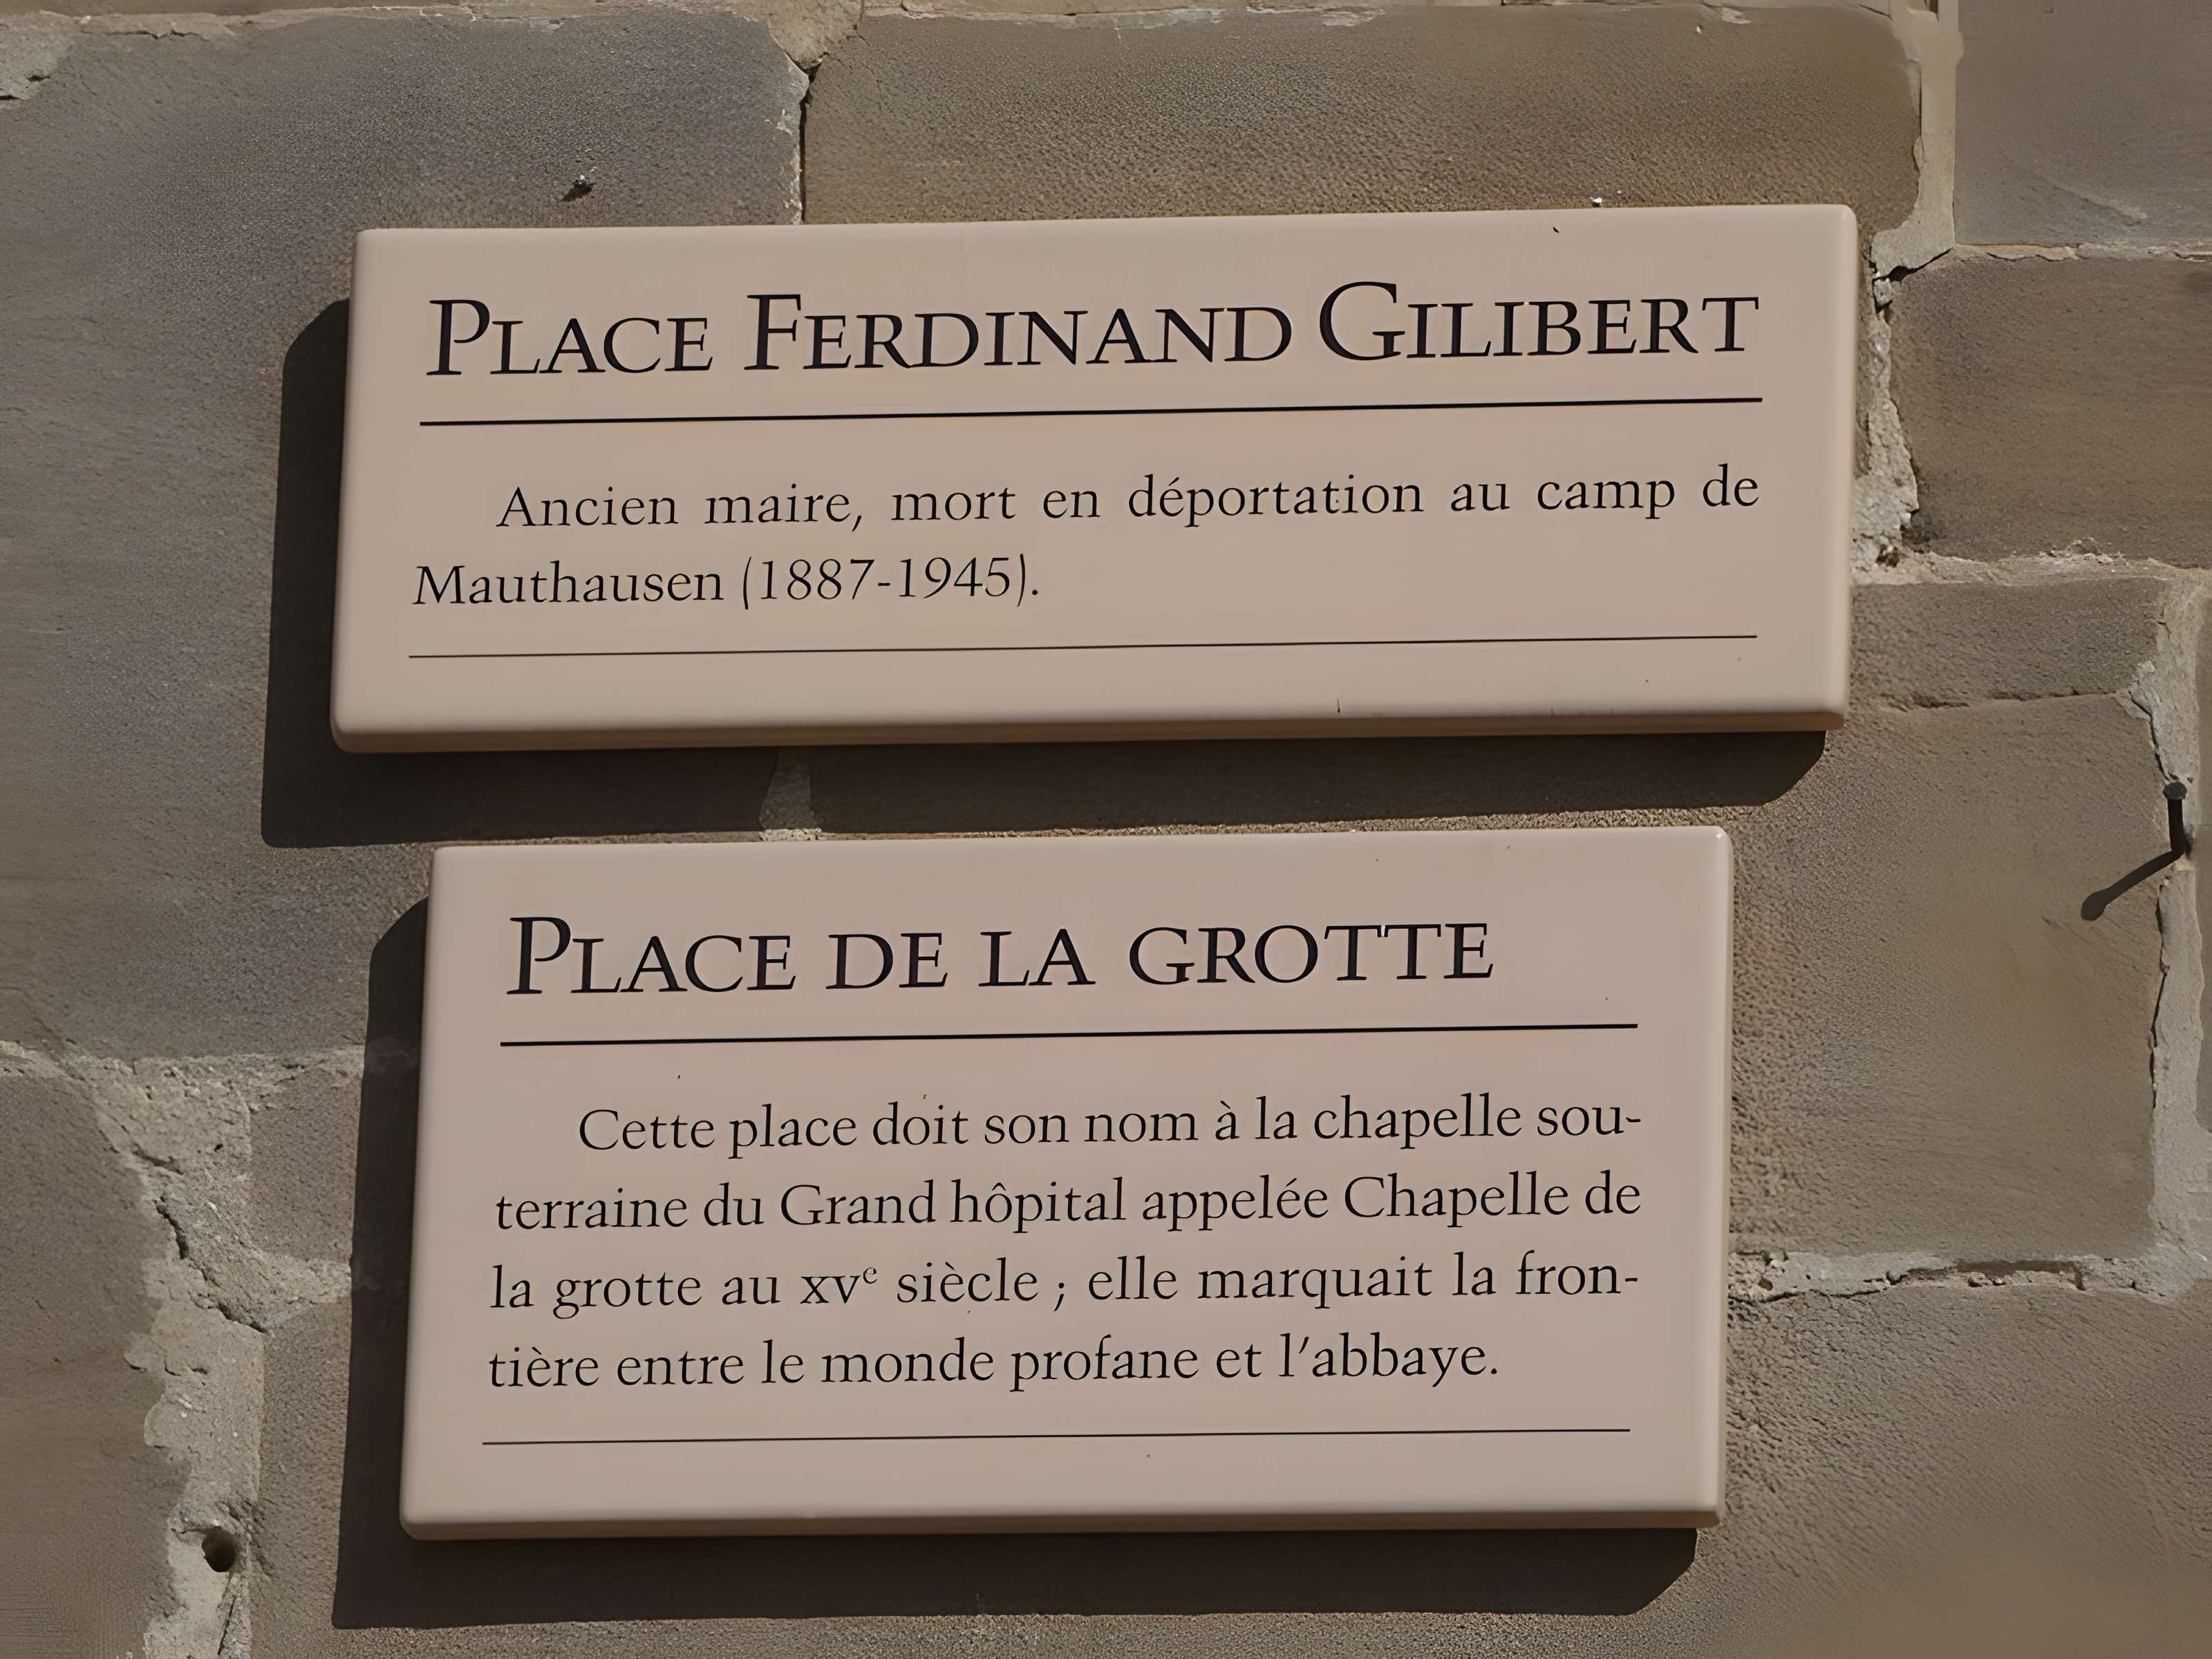 PLACE FERDINAND GILIBERT
Ancien maire, mort en déportation au camp de
Mauthausen (1887-1945).
PLACE DE LA GROTTE
Cette place doit son nom à la chapelle sou-
terraine du Grand hôpital appelée Chapelle de
la grotte au XVe siècle ; elle marquait la fron-
tière entre le monde profane et l'abbaye.